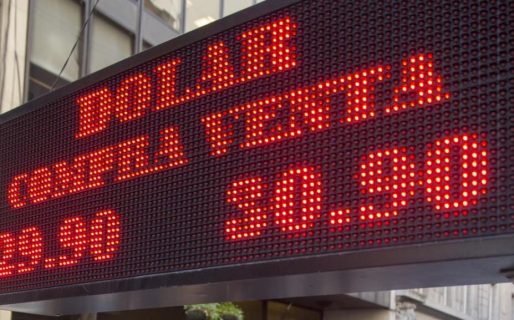 DOLAR
COMPRA VENTA
29.90 30.90